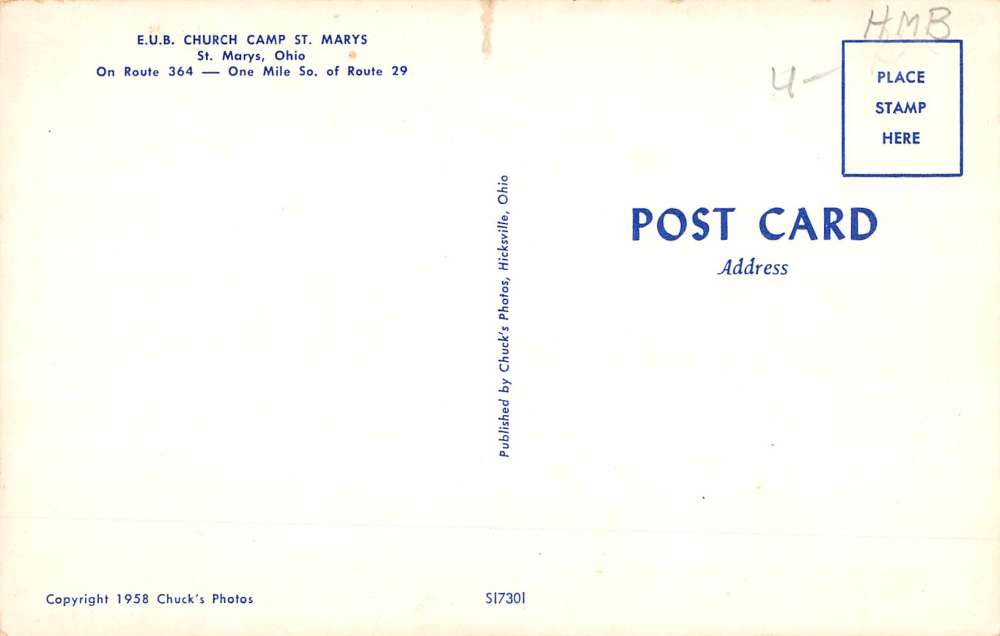 E.U.B. CHURCH CAMP ST. MARYS
St. Marys, Ohio
On Route 364 — One Mile So. of Route 29
HMB
4-
PLACE
STAMP
HERE
POST CARD
Address
Published by Chuck's Photos, Hicksville, Ohio
Copyright 1958 Chuck's Photos
S17301